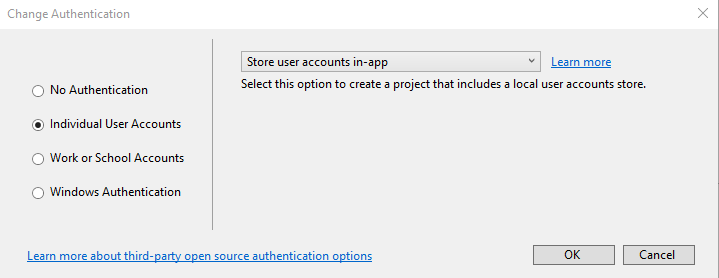 Change Authentication
Store user accounts in-app
Learn more
Select this option to create a project that includes a local user accounts store.
No Authentication
Individual User Accounts
Work or School Accounts
Windows Authentication
Learn more about third-party open source authentication options
OK
Cancel